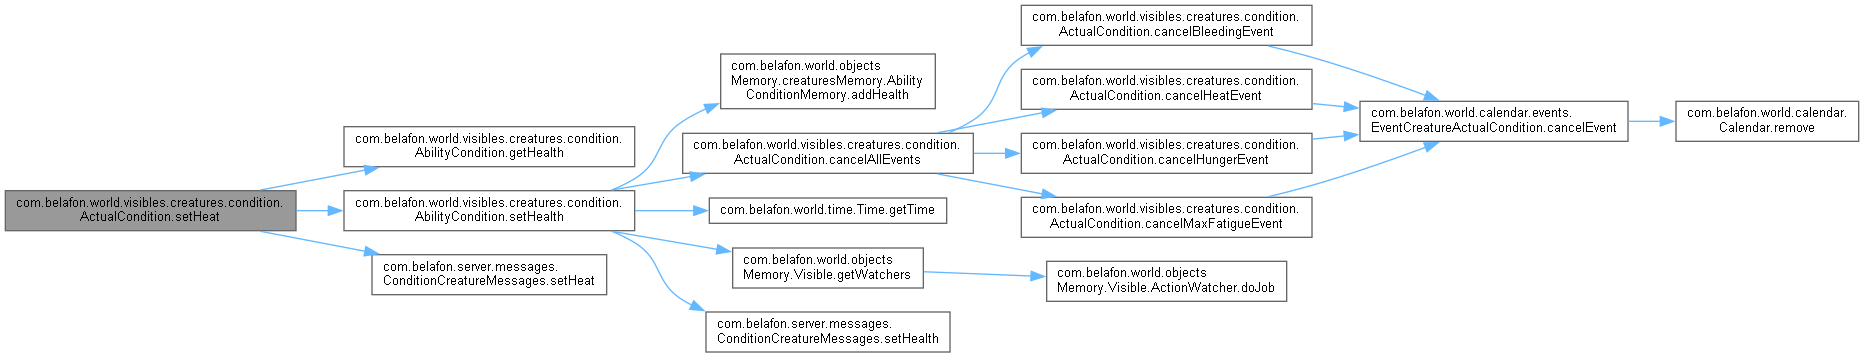 com.belafon.world.visibles.creatures.condition.
ActualCondition.setHeat
com.belafon.world.visibles.creatures.condition.
AbilityCondition.getHealth
com.belafon.world.visibles.creatures.condition.
AbilityCondition.setHealth
com.belafon.server.messages.
ConditionCreatureMessages.setHeat
com.belafon.world.objects
Memory.creaturesMemory.Ability
ConditionMemory.addHealth
com.belafon.world.visibles.creatures.condition.
ActualCondition.cancelAllEvents
com.belafon.world.time.Time.getTime
com.belafon.world.objects
Memory.Visible.getWatchers
com.belafon.server.messages.
ConditionCreatureMessages.setHealth
com.belafon.world.visibles.creatures.condition.
ActualCondition.cancelBleedingEvent
com.belafon.world.visibles.creatures.condition.
ActualCondition.cancelHeatEvent
com.belafon.world.visibles.creatures.condition.
ActualCondition.cancelHungerEvent
com.belafon.world.visibles.creatures.condition.
ActualCondition.cancelMaxFatigueEvent
com.belafon.world.objects
Memory.Visible.ActionWatcher.doJob
com.belafon.world.calendar.events.
EventCreatureActualCondition.cancelEvent
com.belafon.world.calendar.
Calendar.remove